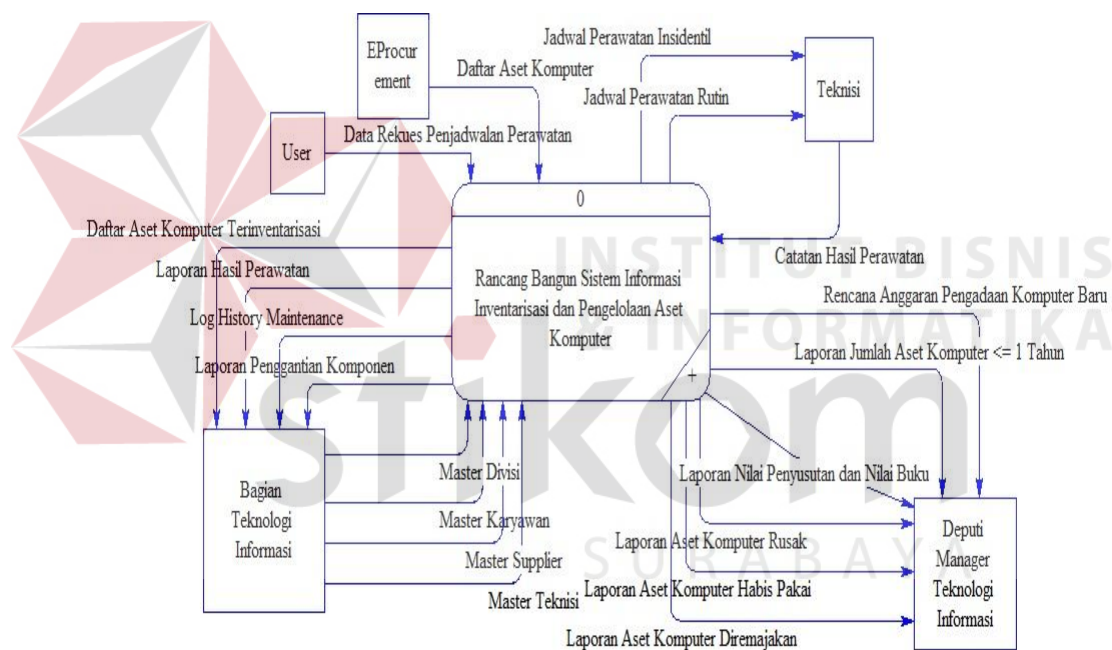 Jadwal Perawatan Insidentil
EProcur
ement
Daftar Aset Komputer
Teknisi
Jadwal Perawatan Rutin
User
Data Rekues Penjadwalan Perawatan
0
Daftar Aset Komputer Terinventarisasi
INSTITUT BISNIS
Catatan Hasil Perawatan
Laporan Hasil Perawatan
Rancang Bangun Sistem Informasi
Inventarisasi dan Pengelolaan Aset
Komputer
Rencana Anggaran Pengadaan Komputer Baru
Log History Maintenance
& INFORMATIKA
Laporan Jumlah Aset Komputer <= 1 Tahun
Laporan Penggantian Komponen
+
stikom
Master Divisi
Laporan Nilai Penyusutan dan Nilai Buku
Bagian
Teknologi
Informasi
Master Karyawan
Laporan Aset Komputer Rusak
SURABAYA
Deputi
Manager
Teknologi
Informasi
Master Supplier
Laporan Aset Komputer Habis Pakai
Master Teknisi
Laporan Aset Komputer Diremajakan